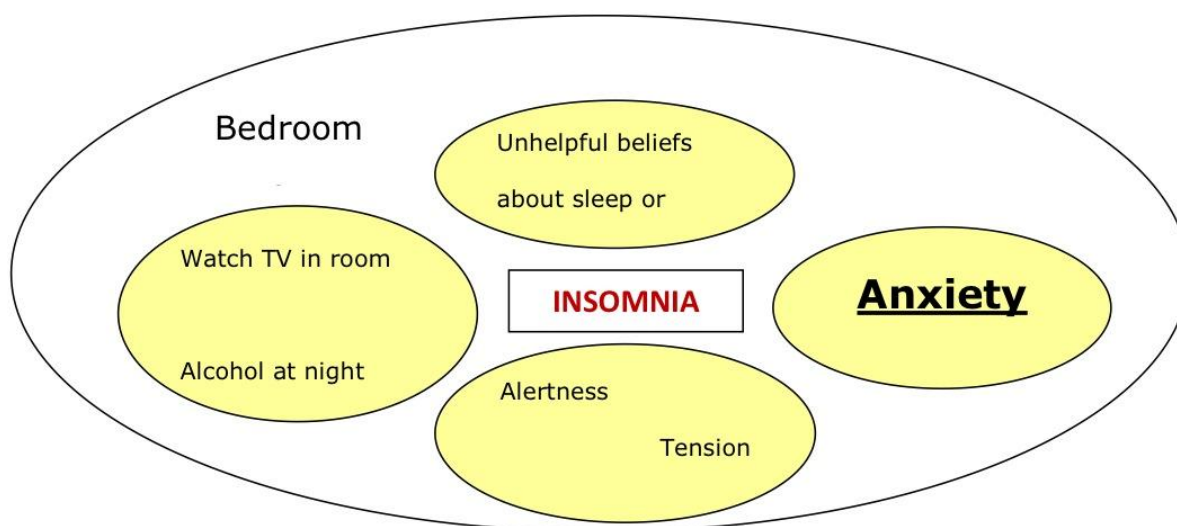 Bedroom
Unhelpful beliefs
about sleep or
Watch TV in room
Alcohol at night
INSOMNIA
Anxiety
Alertness
Tension